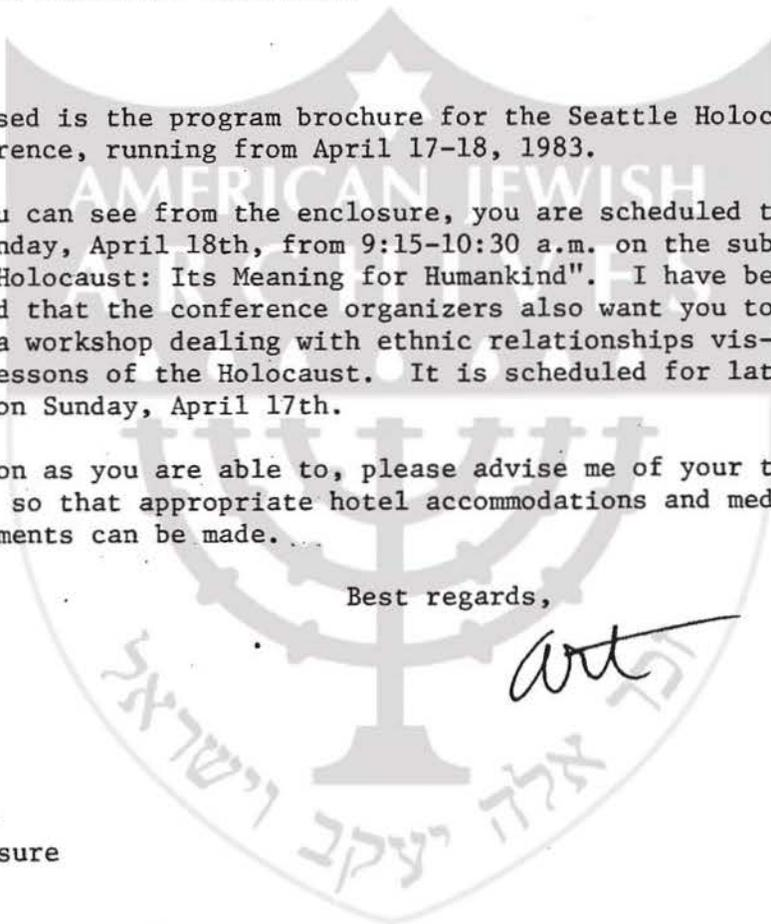 sed is the program brochure for the Seattle Holoc
rence, running from April 17-18, 1983.
u can see from the enclosure, you are scheduled t
nday, April 18th, from 9:15-10:30 a.m. on the sub
Holocaust: Its Meaning for Humankind". I have be
d that the conference organizers also want you to
a workshop dealing with ethnic relationships vis-
essons of the Holocaust. It is scheduled for lat
on Sunday, April 17th.
on as you are able to, please advise me of your t
so that appropriate hotel accommodations and med
ments can be made.
Best regards,
art
sure
AMERICAN JEWISH
ARCHIVES
זכר אלה יעקב וישראל